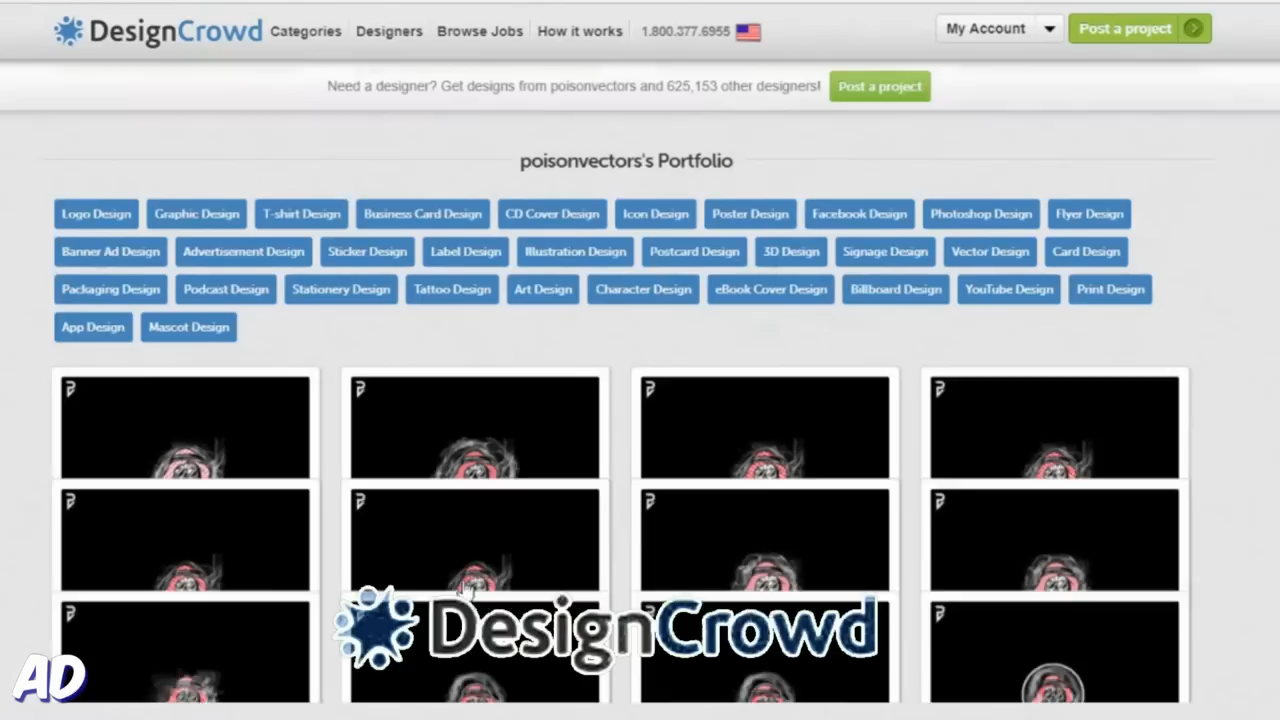 DesignCrowd Categories Designers Browse Jobs How it works 1.800.377.6955 My Account Post a project
Need a designer? Get designs from poisonvectors and 625,153 other designers! Post a project
poisonvectors's Portfolio
Logo Design Graphic Design T-shirt Design Business Card Design CD Cover Design Icon Design Poster Design Facebook Design Photoshop Design Flyer Design
Banner Ad Design Advertisement Design Sticker Design Label Design Illustration Design Postcard Design 3D Design Signage Design Vector Design Card Design
Packaging Design Podcast Design Stationery Design Tattoo Design Art Design Character Design eBook Cover Design Billboard Design YouTube Design Print Design
App Design Mascot Design
DesignCrowd
AD